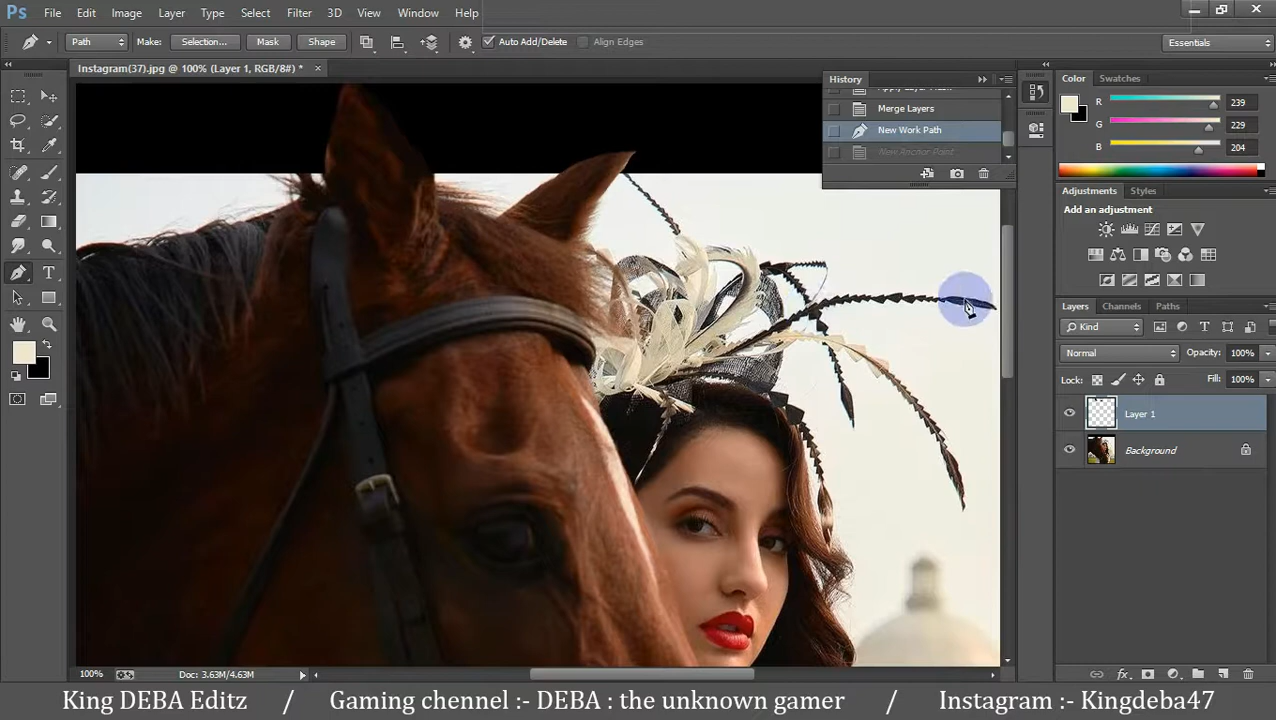 Ps File Edit Image Layer Type Select Filter 3D View Window Help
Path Make: Selection... Mask Shape Auto Add/Delete Align Edges Essentials
Instagram(37).jpg @ 100% (Layer 1, RGB/8#) * ×
History
Apply Layer Mask
Merge Layers
New Work Path
New Anchor Point
Color Swatches
R 239
G 229
B 204
Adjustments Styles
Add an adjustment
Layers Channels Paths
Kind
Normal Opacity: 100%
Lock: Fill: 100%
Layer 1
Background
100% Doc: 3.63M/4.63M
King DEBA Editz / Gaming chennel :- DEBA : the unknown gamer / Instagram :- Kingdeba47